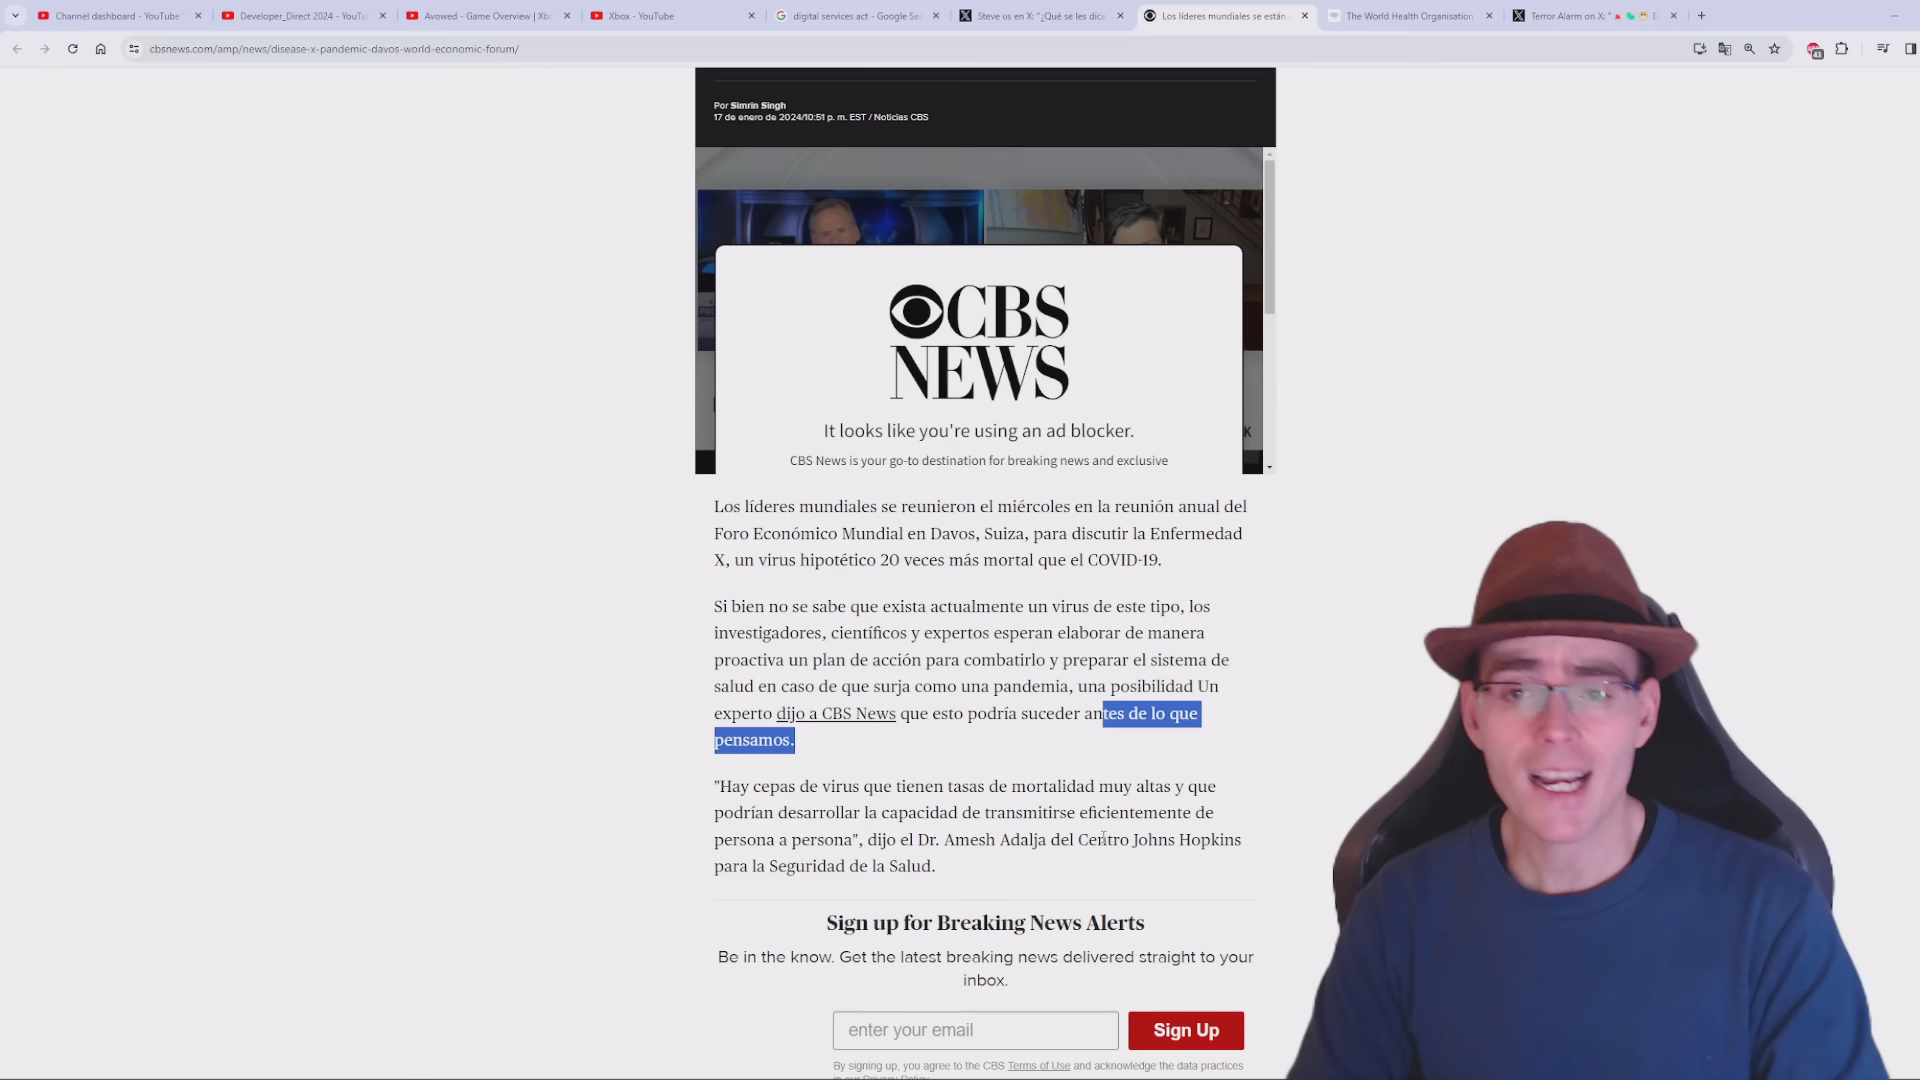 Channel dashboard - YouTube
Developer_Direct 2024 - YouTu
Avowed - Game Overview | Xb
Xbox - YouTube
digital services act - Google Se
Steve us en X: "¿Qué se les dice
Los líderes mundiales se están
The World Health Organisation
Terror Alarm on X: "
cbsnews.com/amp/news/disease-x-pandemic-davos-world-economic-forum/
Por Simrin Singh
17 de enero de 2024/10:51 p. m. EST / Noticias CBS
CBS
NEWS
It looks like you're using an ad blocker.
CBS News is your go-to destination for breaking news and exclusive
Los líderes mundiales se reunieron el miércoles en la reunión anual del
Foro Económico Mundial en Davos, Suiza, para discutir la Enfermedad
X, un virus hipotético 20 veces más mortal que el COVID-19.
Si bien no se sabe que exista actualmente un virus de este tipo, los
investigadores, científicos y expertos esperan elaborar de manera
proactiva un plan de acción para combatirlo y preparar el sistema de
salud en caso de que surja como una pandemia, una posibilidad Un
experto dijo a CBS News que esto podría suceder antes de lo que
pensamos.
"Hay cepas de virus que tienen tasas de mortalidad muy altas y que
podrían desarrollar la capacidad de transmitirse eficientemente de
persona a persona", dijo el Dr. Amesh Adalja del Centro Johns Hopkins
para la Seguridad de la Salud.
Sign up for Breaking News Alerts
Be in the know. Get the latest breaking news delivered straight to your
inbox.
enter your email
Sign Up
By signing up, you agree to the CBS Terms of Use and acknowledge the data practices
in our Privacy Policy.